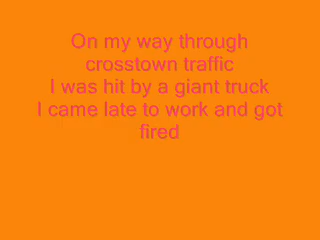 On my way through
crosstown traffic
I was hit by a giant truck
I came late to work and got
fired